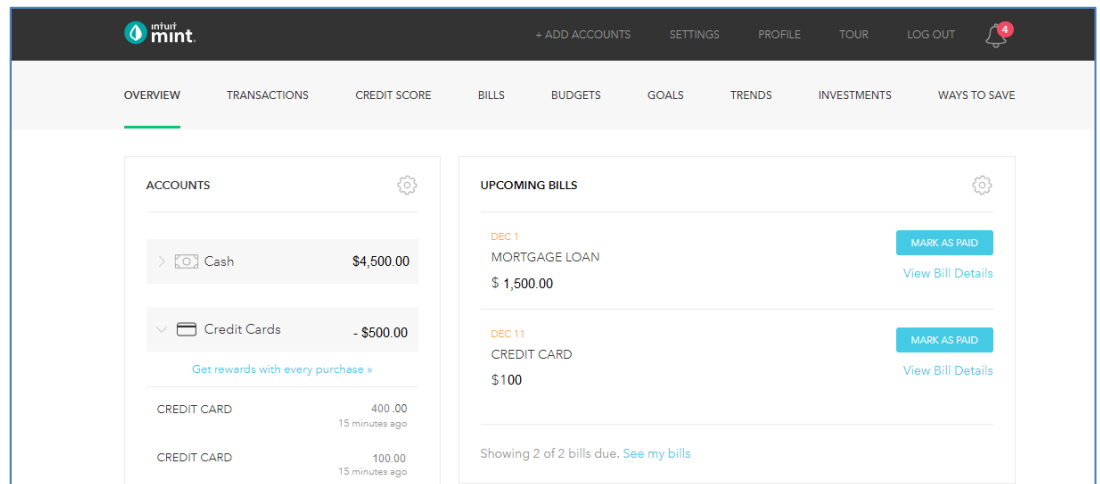 intuit
mint.
+ ADD ACCOUNTS SETTINGS PROFILE TOUR LOG OUT 4
OVERVIEW TRANSACTIONS CREDIT SCORE BILLS BUDGETS GOALS TRENDS INVESTMENTS WAYS TO SAVE
ACCOUNTS
Cash $4,500.00
Credit Cards - $500.00
Get rewards with every purchase »
CREDIT CARD 400 .00
15 minutes ago
CREDIT CARD 100.00
15 minutes ago
UPCOMING BILLS
DEC 1
MORTGAGE LOAN
$ 1,500.00
MARK AS PAID
View Bill Details
DEC 11
CREDIT CARD
$100
MARK AS PAID
View Bill Details
Showing 2 of 2 bills due. See my bills